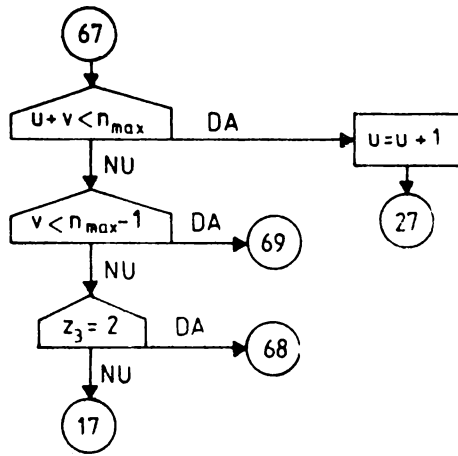 67
u + v < n_max
DA
u = u + 1
NU
27
v < n_max - 1
DA
69
NU
z_3 = 2
DA
68
NU
17